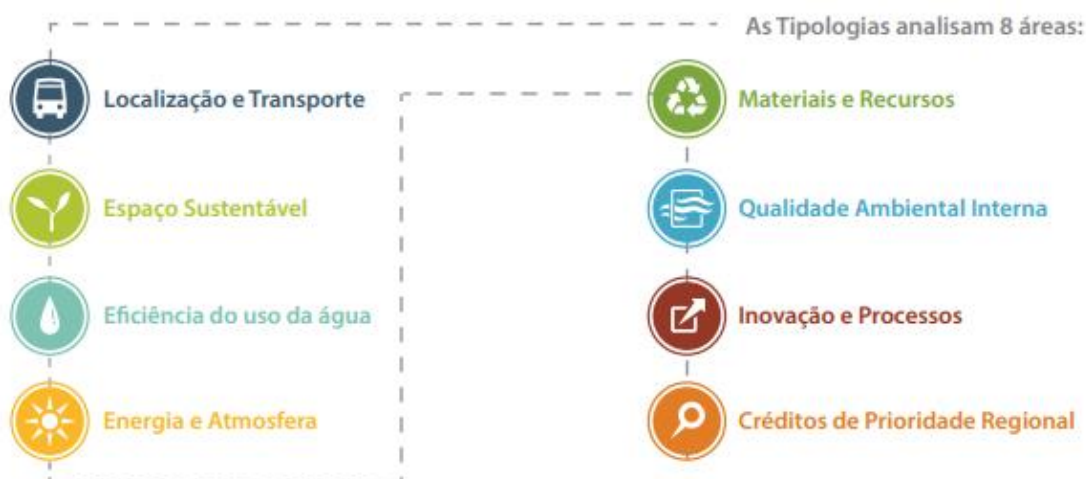 As Tipologias analisam 8 áreas:
Localização e Transporte
Espaço Sustentável
Eficiência do uso da água
Energia e Atmosfera
Materiais e Recursos
Qualidade Ambiental Interna
Inovação e Processos
Créditos de Prioridade Regional